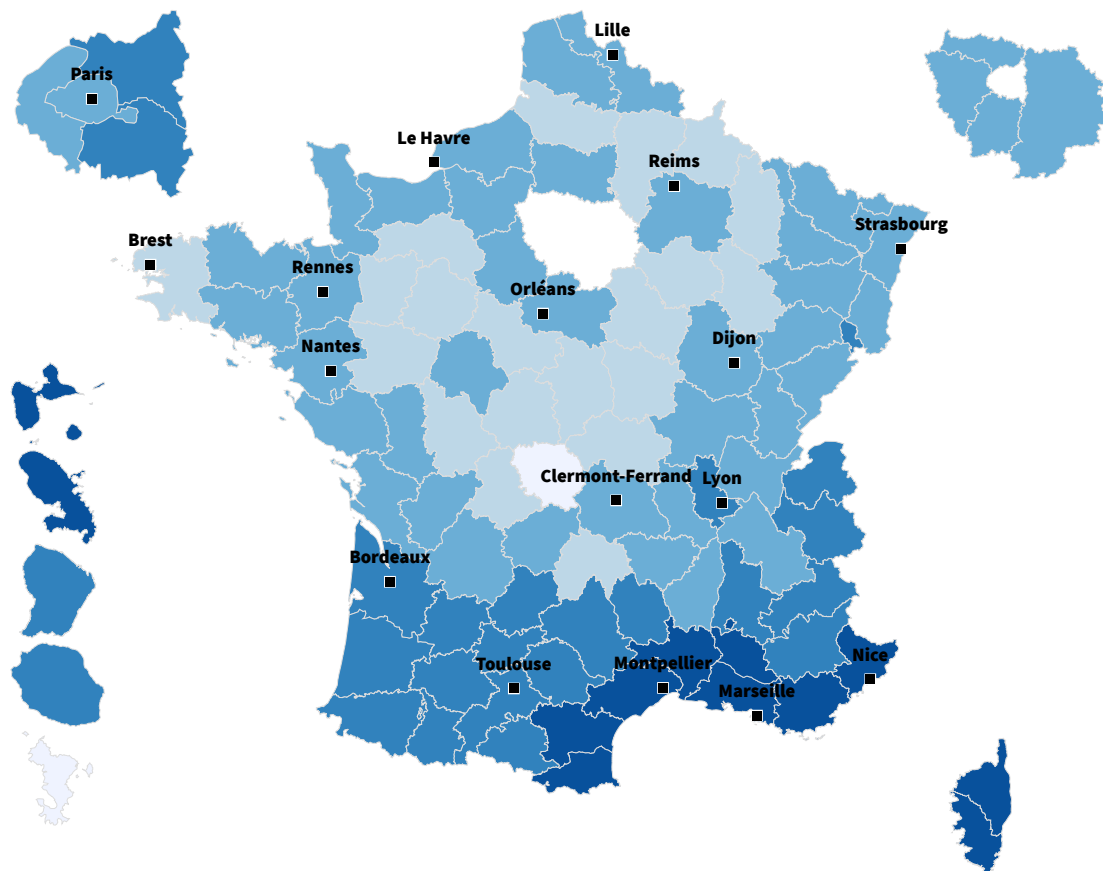 Lille
Paris
Le Havre
Reims
Strasbourg
Brest
Rennes
Orléans
Dijon
Nantes
Clermont-Ferrand
Lyon
Bordeaux
Nice
Toulouse
Montpellier
Marseille